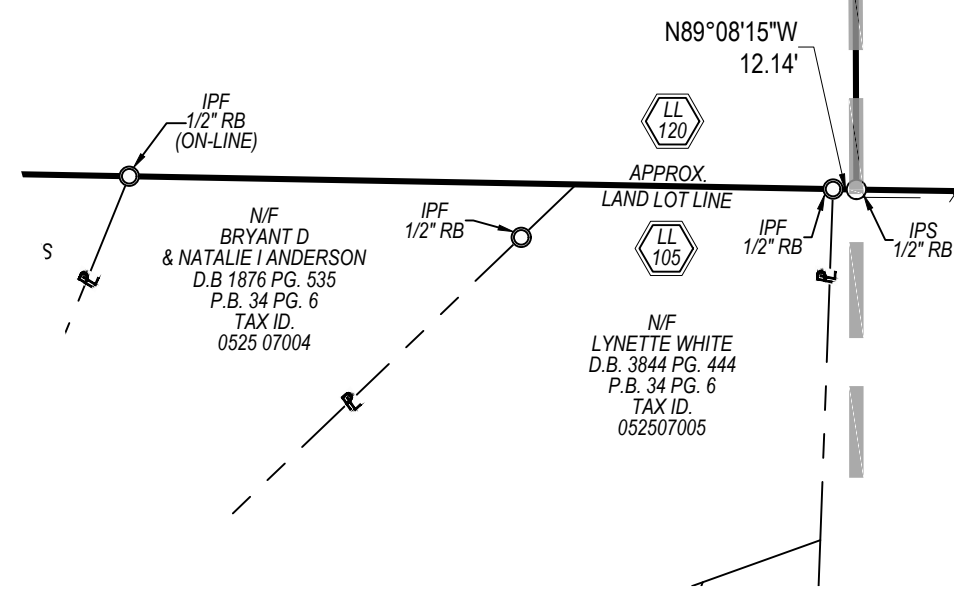 N89°08'15"W
12.14'
IPF
1/2" RB
(ON-LINE)
LL
120
APPROX.
LAND LOT LINE
N/F
BRYANT D
& NATALIE I ANDERSON
D.B 1876 PG. 535
P.B. 34 PG. 6
TAX ID.
0525 07004
IPF
1/2" RB
LL
105
IPF
1/2" RB
IPS
1/2" RB
S
N/F
LYNETTE WHITE
D.B. 3844 PG. 444
P.B. 34 PG. 6
TAX ID.
052507005